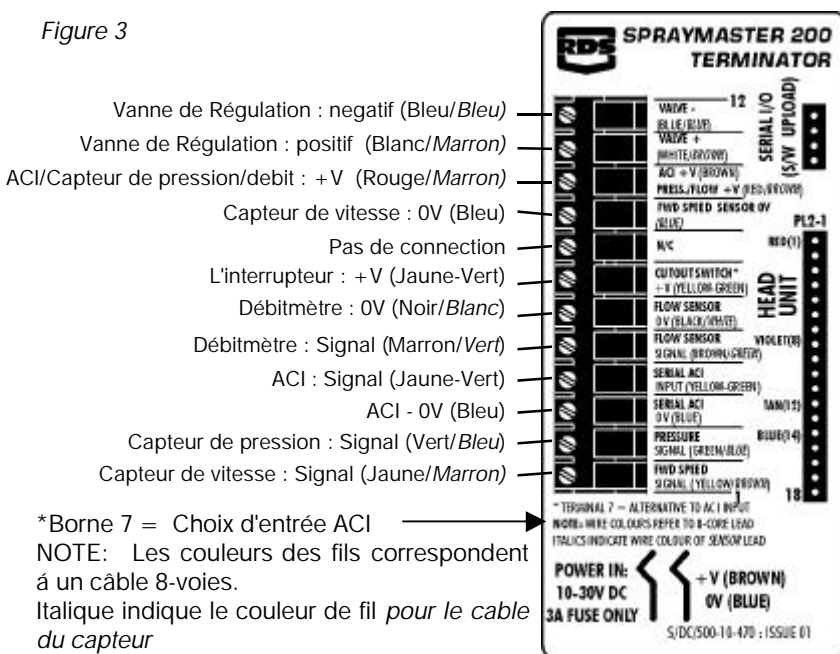 Figure 3
Vanne de Régulation : negatif (Bleu/Bleu)
Vanne de Régulation : positif (Blanc/Marron)
ACI/Capteur de pression/debit : +V (Rouge/Marron)
Capteur de vitesse : 0V (Bleu)
Pas de connection
L'interrupteur : +V (Jaune-Vert)
Débitmètre : 0V (Noir/Blanc)
Débitmètre : Signal (Marron/Vert)
ACI : Signal (Jaune-Vert)
ACI - 0V (Bleu)
Capteur de pression : Signal (Vert/Bleu)
Capteur de vitesse : Signal (Jaune/Marron)
*Borne 7 = Choix d'entrée ACI
NOTE: Les couleurs des fils correspondent
á un câble 8-voies.
Italique indique le couleur de fil pour le cable
du capteur
RDS
SPRAYMASTER 200
TERMINATOR
12
VALVE -
(BLUE/BLUE)
VALVE +
(WHITE/BROWN)
ACI +V (BROWN)
PRESS./FLOW +V (RED/BROWN)
FWD SPEED SENSOR 0V
(BLUE)
N/C
CUTOUT SWITCH*
+V (YELLOW-GREEN)
FLOW SENSOR
0V (BLACK/WHITE)
FLOW SENSOR
SIGNAL (BROWN/GREEN)
SERIAL ACI
INPUT (YELLOW-GREEN)
SERIAL ACI
0V (BLUE)
PRESSURE
SIGNAL (GREEN/BLUE)
FWD SPEED
SIGNAL (YELLOW/BROWN)
1
SERIAL I/O
(S/W UPLOAD)
PL2-1
RED(1)
HEAD
UNIT
VIOLET(8)
TAN(12)
BLUE(14)
18
* TERMINAL 7 = ALTERNATIVE TO ACI INPUT
NOTE: WIRE COLOURS REFER TO 8-CORE LEAD
ITALICS INDICATE WIRE COLOUR OF SENSOR LEAD
POWER IN:
10-30V DC
3A FUSE ONLY
+V (BROWN)
0V (BLUE)
S/DC/500-10-470 : ISSUE 01